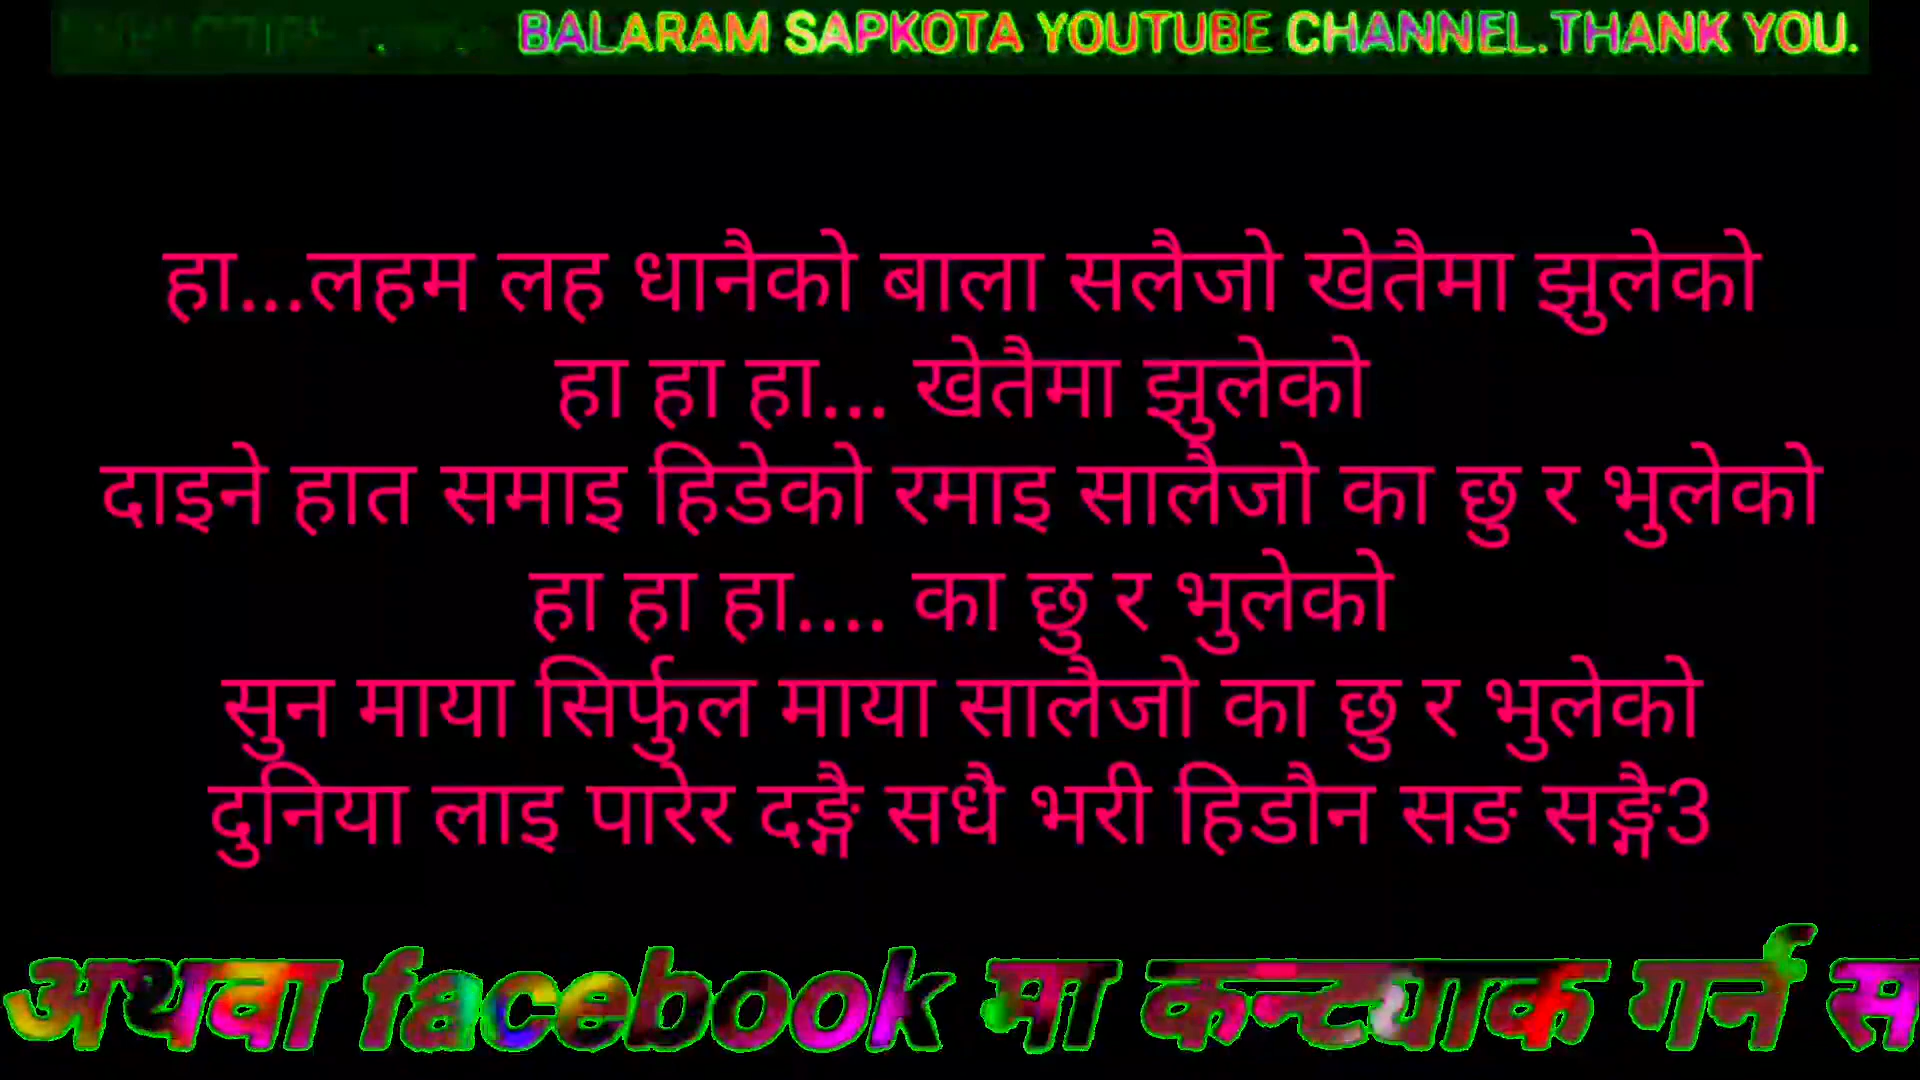 BALARAM SAPKOTA YOUTUBE CHANNEL.THANK YOU.
हा...लहम लह धानैको बाला सलैजो खेतैमा झुलेको
हा हा हा... खेतैमा झुलेको
दाइने हात समाइ हिडेको रमाइ सालैजो का छु र भुलेको
हा हा हा.... का छु र भुलेको
सुन माया सिर्फुल माया सालैजो का छु र भुलेको
दुनिया लाइ पारेर दङ्गै सधै भरी हिडौन सङ सङ्गै3
अथवा facebook मा कन्ट्याक गर्न स